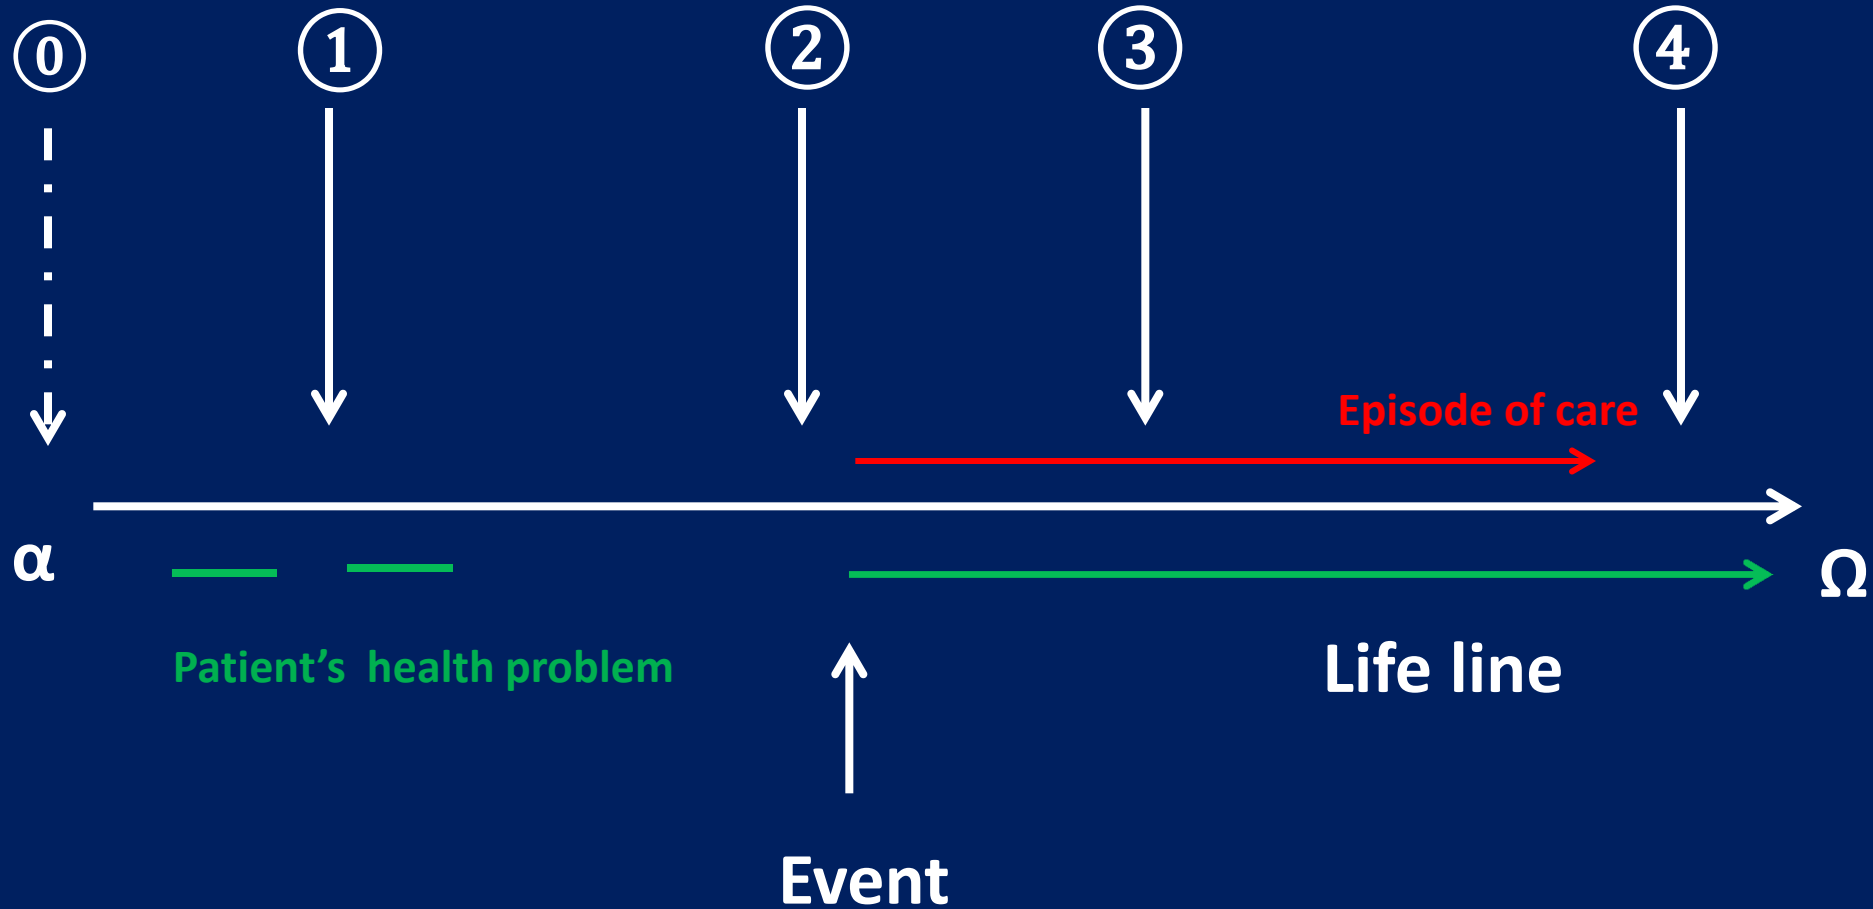 ⓪ ① ② ③ ④
Episode of care
α
Ω
Patient’s health problem
Life line
Event